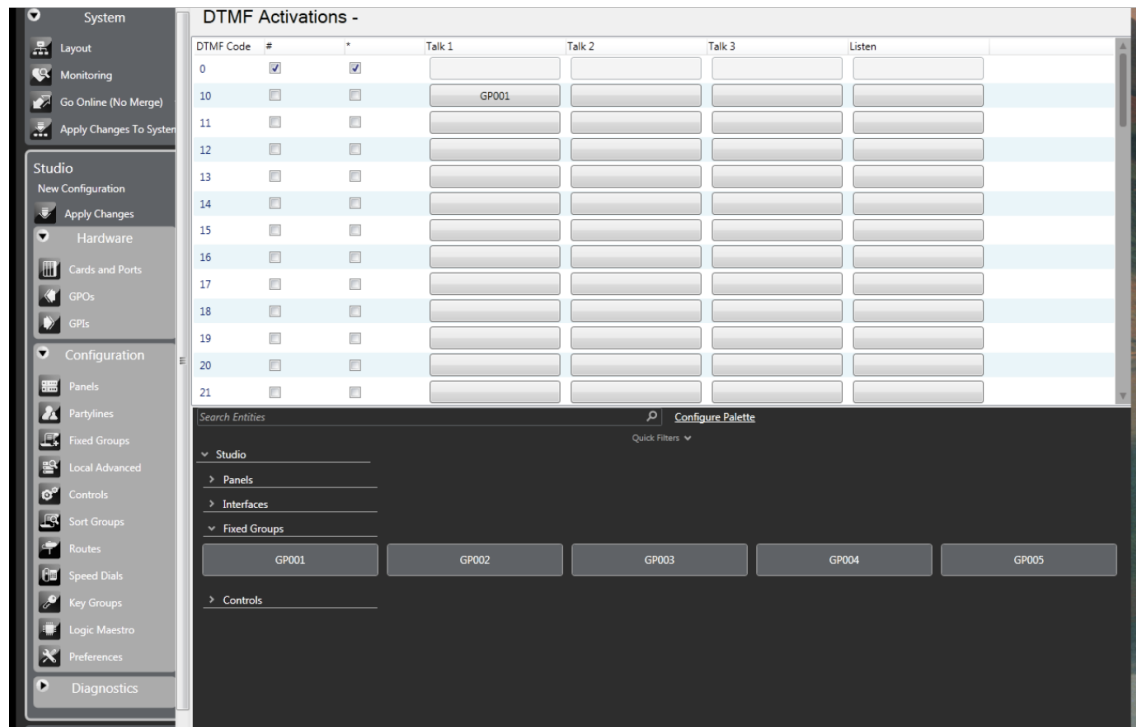 System
Layout
Monitoring
Go Online (No Merge)
Apply Changes To System
Studio
New Configuration
Apply Changes
Hardware
Cards and Ports
GPOs
GPIs
Configuration
Panels
Partylines
Fixed Groups
Local Advanced
Controls
Sort Groups
Routes
Speed Dials
Key Groups
Logic Maestro
Preferences
Diagnostics
DTMF Activations -
DTMF Code # * Talk 1 Talk 2 Talk 3 Listen
0
10 GP001
11
12
13
14
15
16
17
18
19
20
21
Search Entities Configure Palette
Quick Filters
Studio
Panels
Interfaces
Fixed Groups
GP001 GP002 GP003 GP004 GP005
Controls